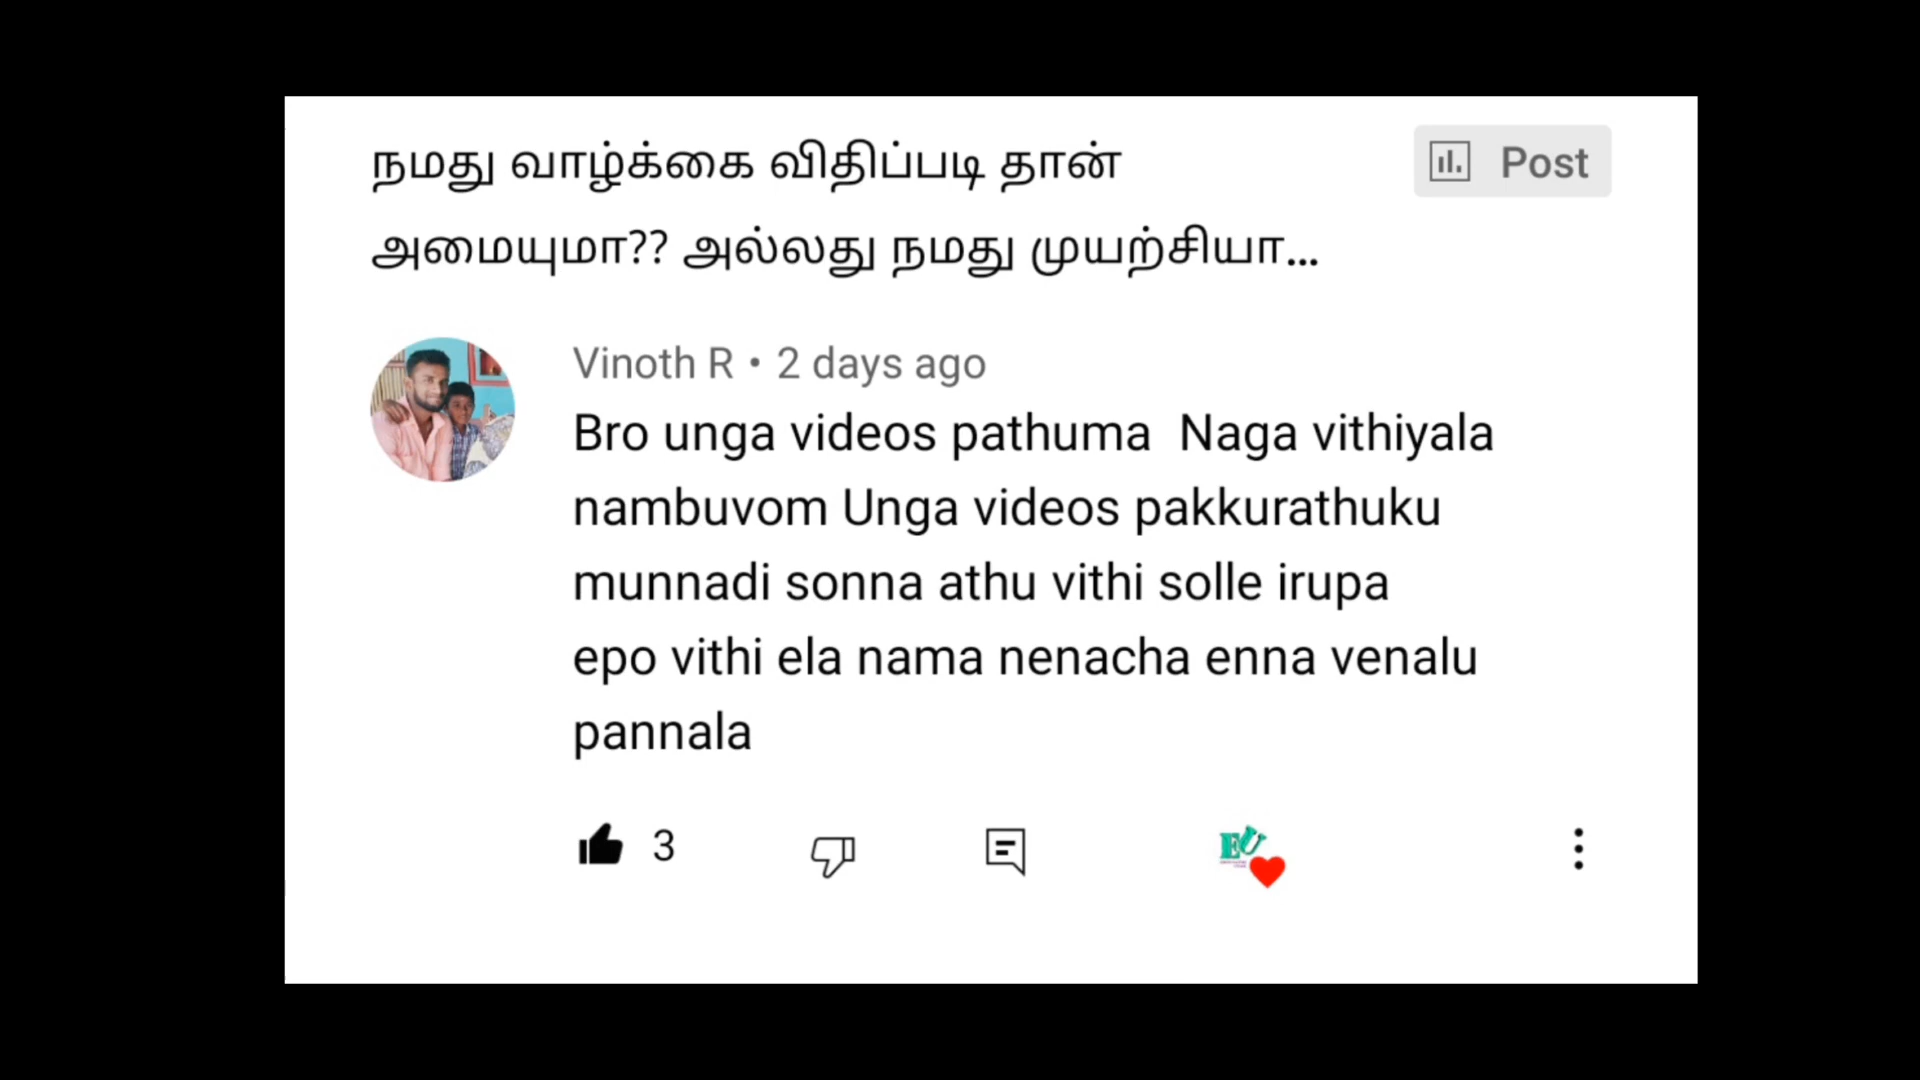 நமது வாழ்க்கை விதிப்படி தான்
Post
அமையுமா?? அல்லது நமது முயற்சியா...
Vinoth R • 2 days ago
Bro unga videos pathuma Naga vithiyala
nambuvom Unga videos pakkurathuku
munnadi sonna athu vithi solle irupa
epo vithi ela nama nenacha enna venalu
pannala
3
EU